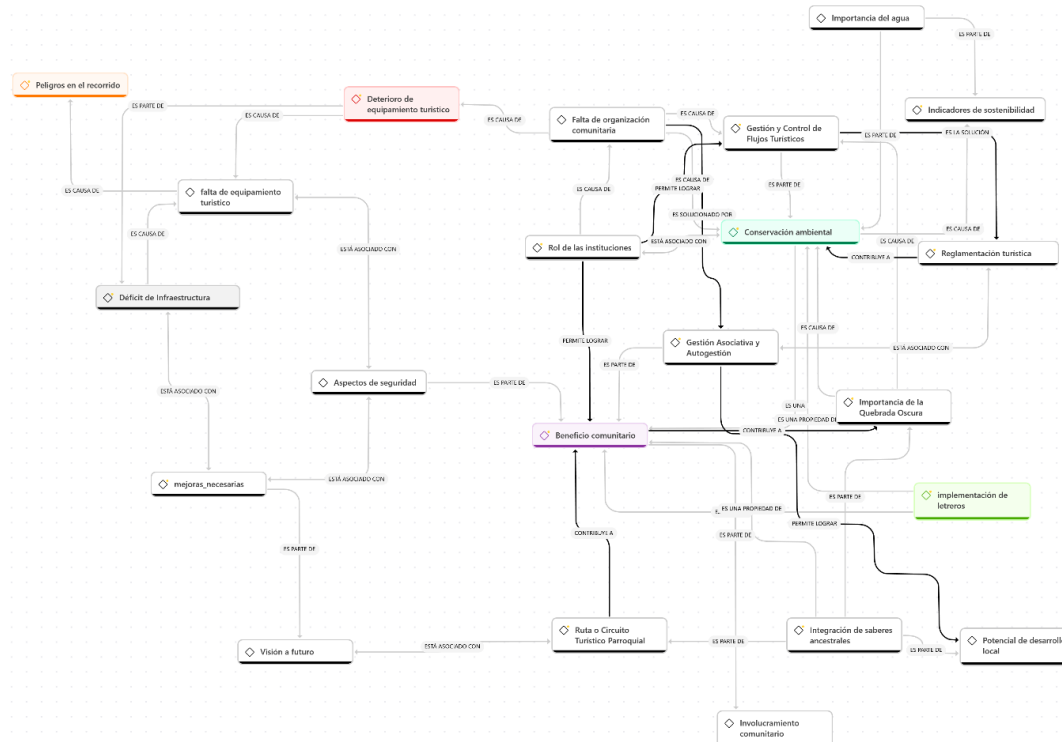 Importancia del agua
ES PARTE DE
Peligros en el recorrido
Deterioro de
equipamiento turístico
ES PARTE DE
ES CAUSA DE
ES CAUSA DE
Falta de organización
comunitaria
ES CAUSA DE
Gestión y Control de
Flujos Turísticos
Indicadores de sostenibilidad
ES PARTE DE
ES LA SOLUCIÓN
ES CAUSA DE
falta de equipamiento
turístico
ES CAUSA DE
ES CAUSA DE
PERMITE LOGRAR
ES PARTE DE
ES SOLUCIONADO POR
ES CAUSA DE
ES CAUSA DE
Conservación ambiental
ES CAUSA DE
ES CAUSA DE
ESTÁ ASOCIADO CON
Rol de las instituciones
ESTÁ ASOCIADO CON
CONTRIBUYE A
Reglamentación turística
Déficit de Infraestructura
PERMITE LOGRAR
ES CAUSA DE
Gestión Asociativa y
Autogestión
ESTÁ ASOCIADO CON
ES PARTE DE
Aspectos de seguridad
ES PARTE DE
ESTÁ ASOCIADO CON
Importancia de la
Quebrada Oscura
ES UNA
ES UNA PROPIEDAD DE
Beneficio comunitario
CONTRIBUYE A
mejoras_necesarias
ESTÁ ASOCIADO CON
implementación de
letreros
ES PARTE DE
ES UNA PROPIEDAD DE
PERMITE LOGRAR
CONTRIBUYE A
ES PARTE DE
ES PARTE DE
Ruta o Circuito
Turístico Parroquial
Integración de saberes
ancestrales
ES PARTE DE
ES PARTE DE
Potencial de desarrollo
local
Visión a futuro
ESTÁ ASOCIADO CON
Involucramiento
comunitario